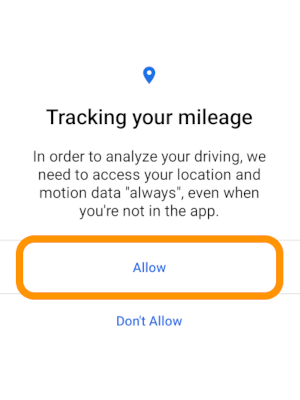 Tracking your mileage
In order to analyze your driving, we
need to access your location and
motion data "always", even when
you're not in the app.
Allow
Don't Allow